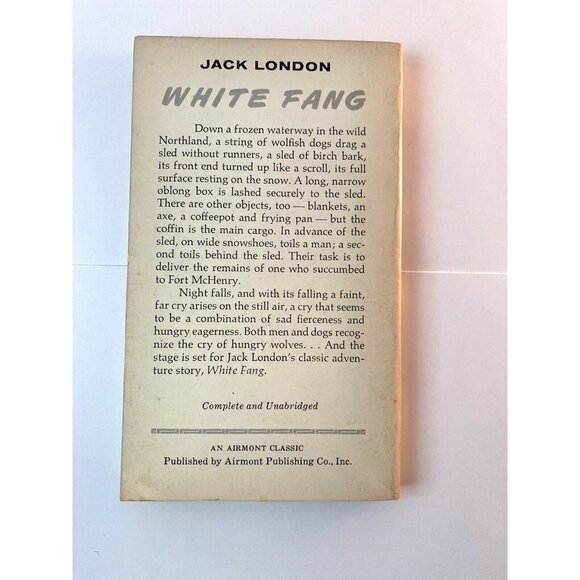 JACK LONDON
WHITE FANG
Down a frozen waterway in the wild
Northland, a string of wolfish dogs drag a
sled without runners, a sled of birch bark,
its front end turned up like a scroll, its full
surface resting on the snow. A long, narrow
oblong box is lashed securely to the sled.
There are other objects, too — blankets, an
axe, a coffeepot and frying pan — but the
coffin is the main cargo. In advance of the
sled, on wide snowshoes, toils a man; a sec-
ond toils behind the sled. Their task is to
deliver the remains of one who succumbed
to Fort McHenry.
Night falls, and with its falling a faint,
far cry arises on the still air, a cry that seems
to be a combination of sad fierceness and
hungry eagerness. Both men and dogs recog-
nize the cry of hungry wolves. . . And the
stage is set for Jack London's classic adven-
ture story, White Fang.
Complete and Unabridged
AN AIRMONT CLASSIC
Published by Airmont Publishing Co., Inc.